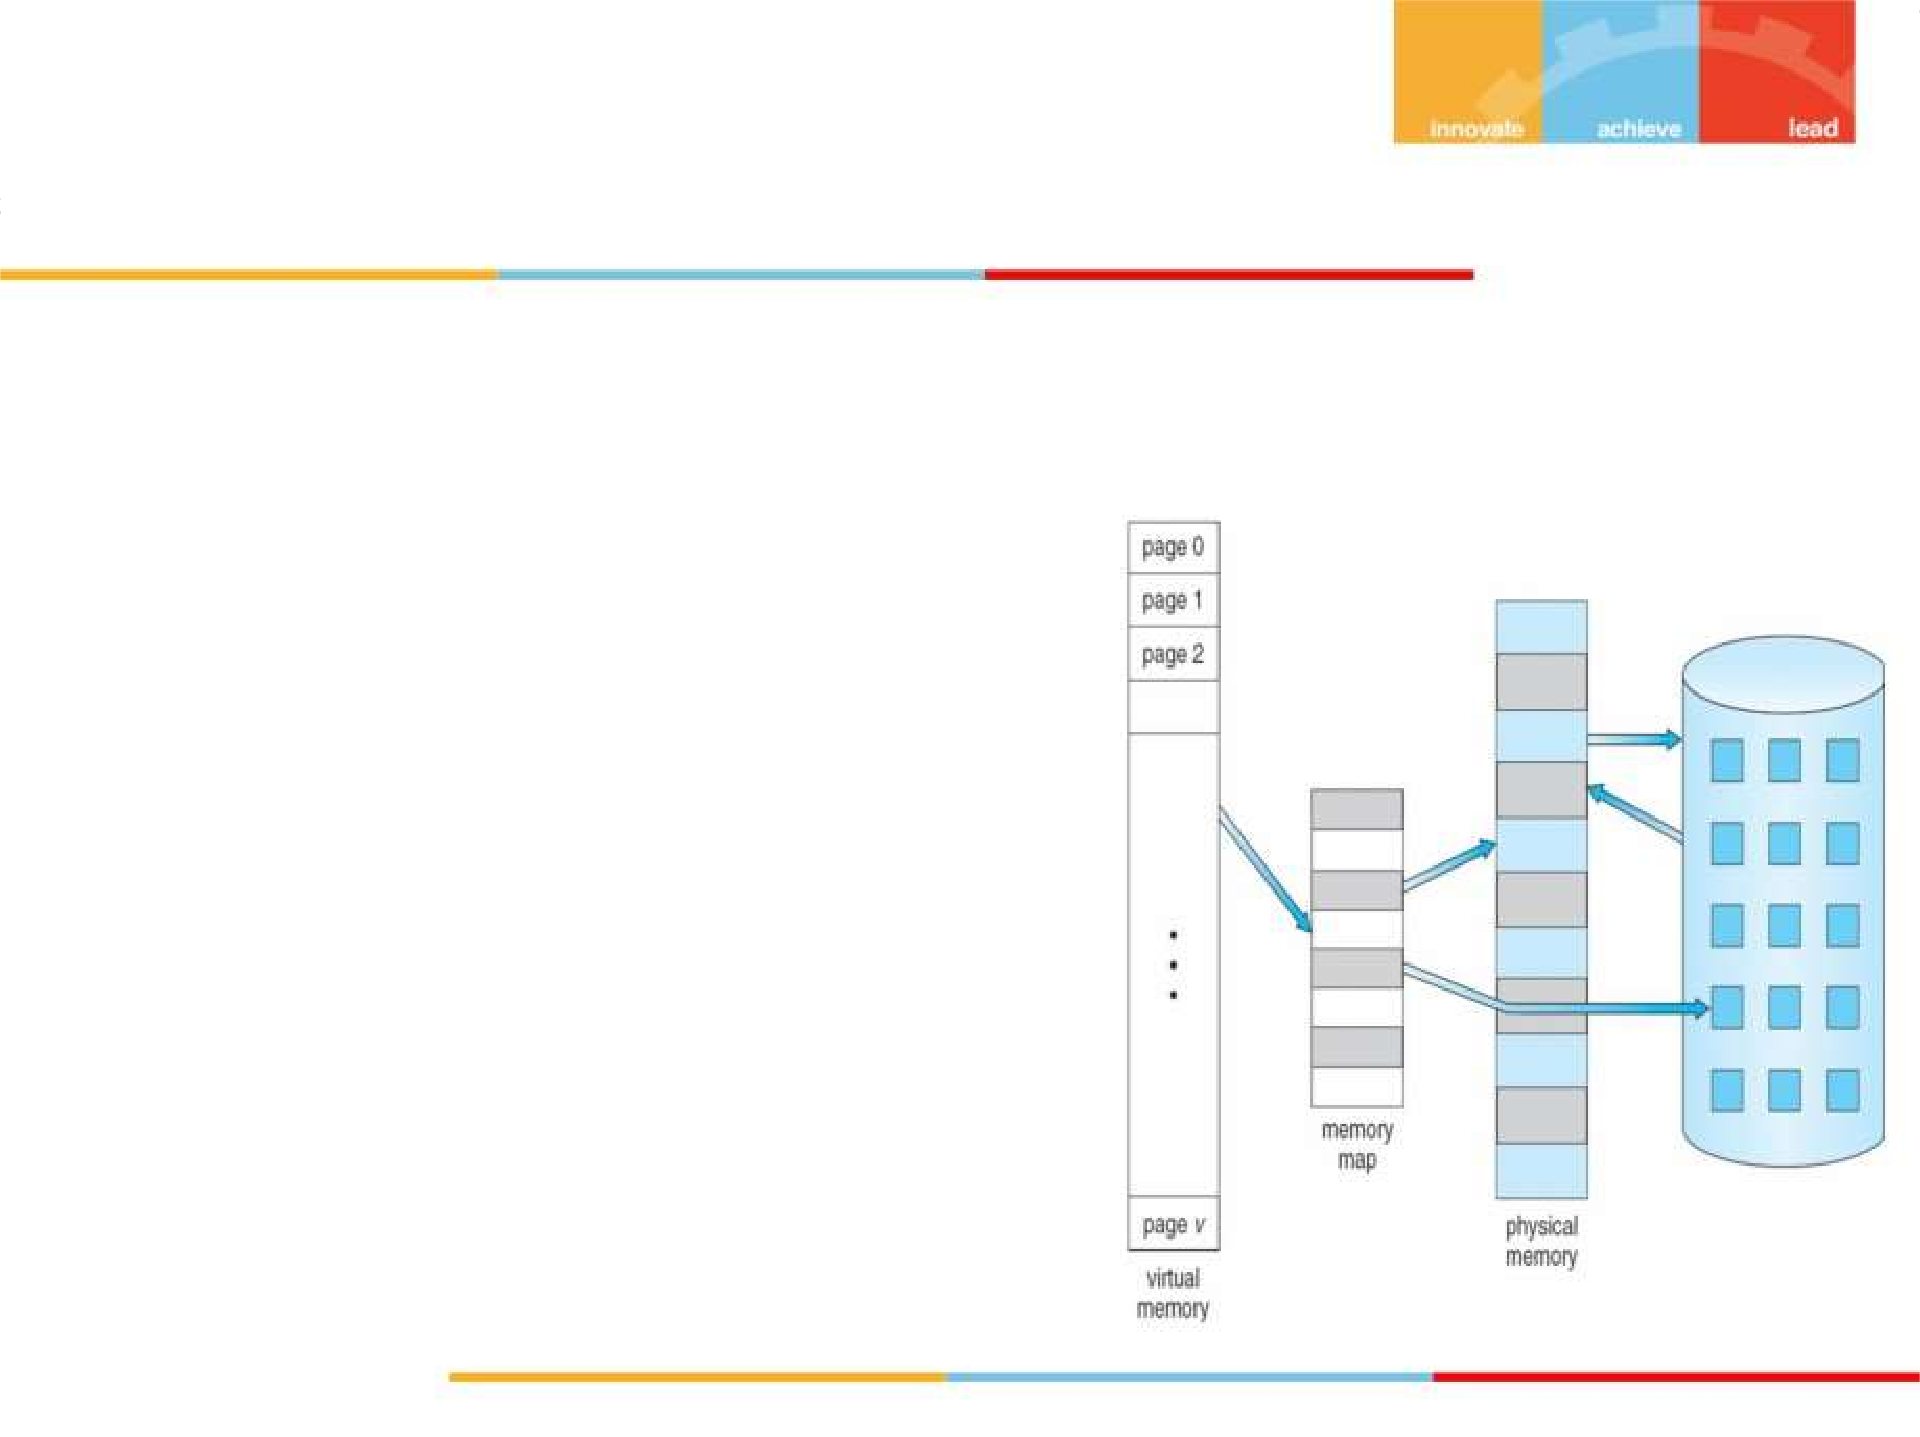 innovate achieve lead
page 0
page 1
page 2
page v
virtual
memory
memory
map
physical
memory